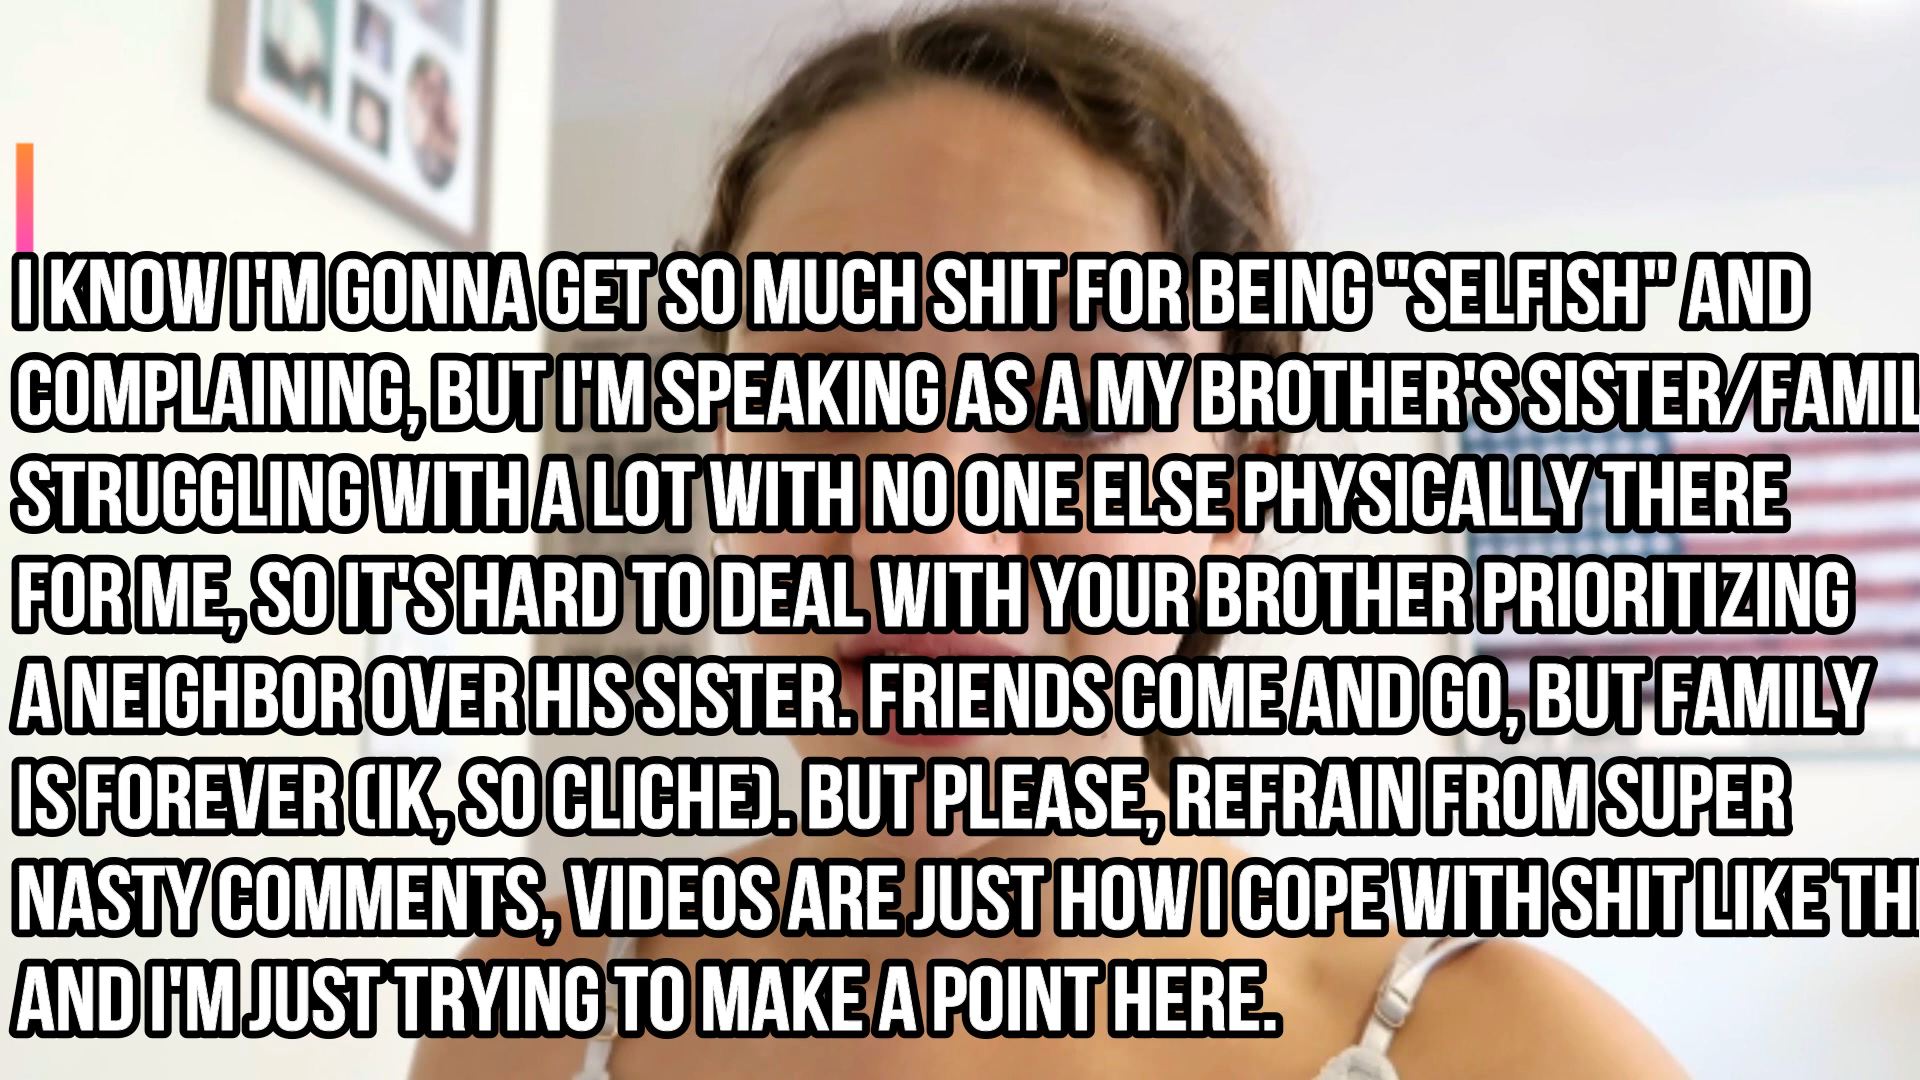 I KNOW I'M GONNA GET SO MUCH SHIT FOR BEING "SELFISH" AND
COMPLAINING, BUT I'M SPEAKING AS A MY BROTHER'S SISTER/FAMIL
STRUGGLING WITH A LOT WITH NO ONE ELSE PHYSICALLY THERE
FOR ME, SO IT'S HARD TO DEAL WITH YOUR BROTHER PRIORITIZING
A NEIGHBOR OVER HIS SISTER. FRIENDS COME AND GO, BUT FAMILY
IS FOREVER (IK, SO CLICHE). BUT PLEASE, REFRAIN FROM SUPER
NASTY COMMENTS, VIDEOS ARE JUST HOW I COPE WITH SHIT LIKE THI
AND I'M JUST TRYING TO MAKE A POINT HERE.